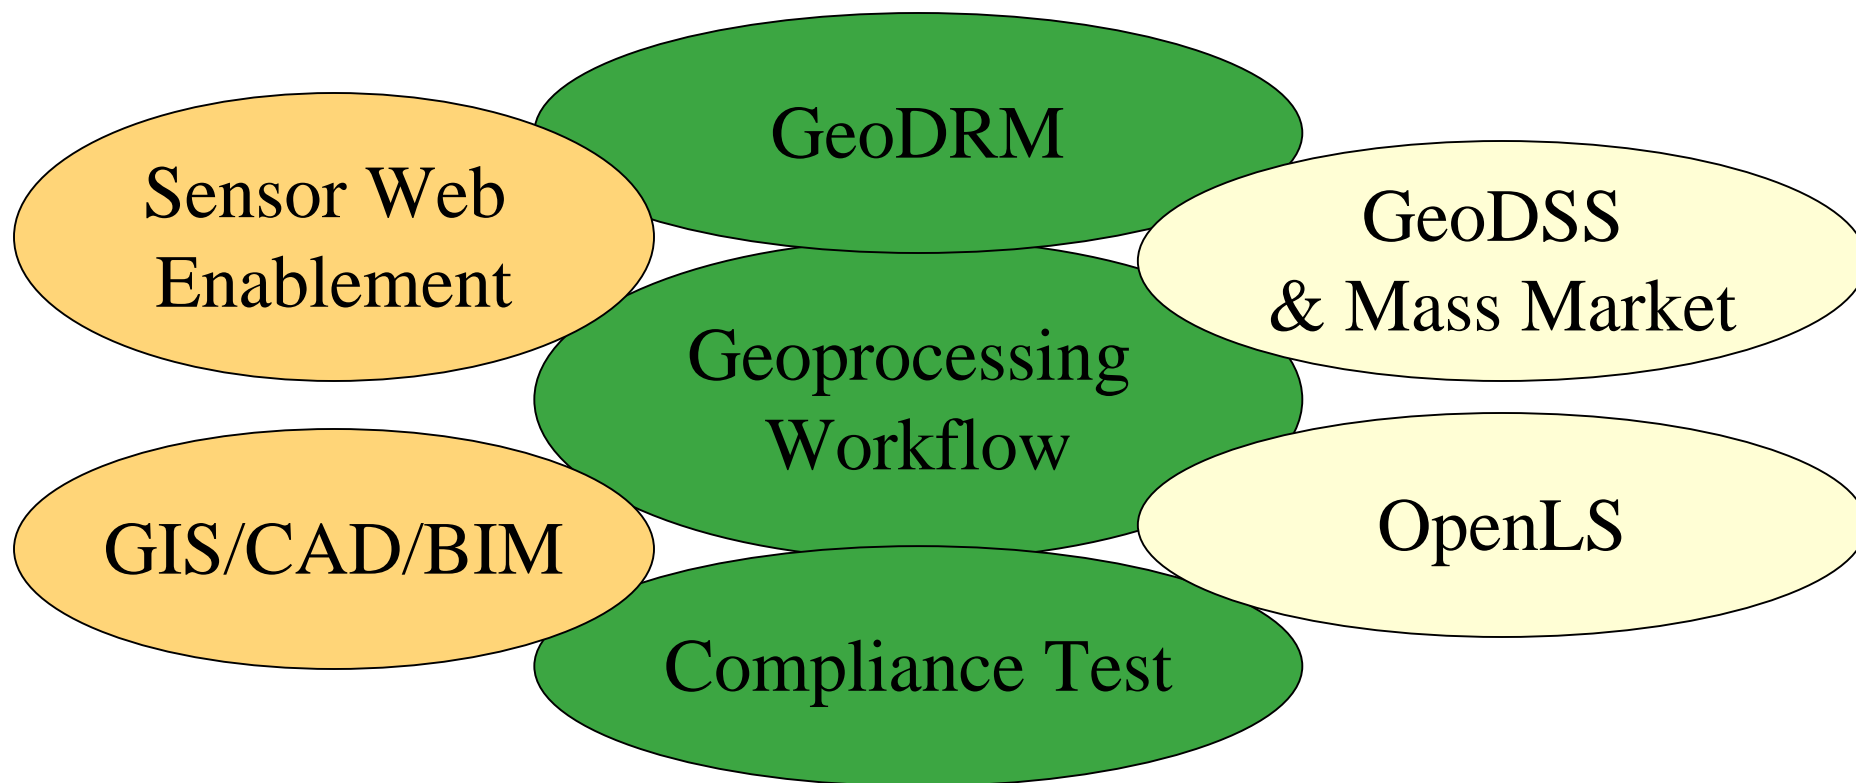 GeoDRM
Sensor Web
Enablement
GeoDSS
& Mass Market
Geoprocessing
Workflow
GIS/CAD/BIM
OpenLS
Compliance Test